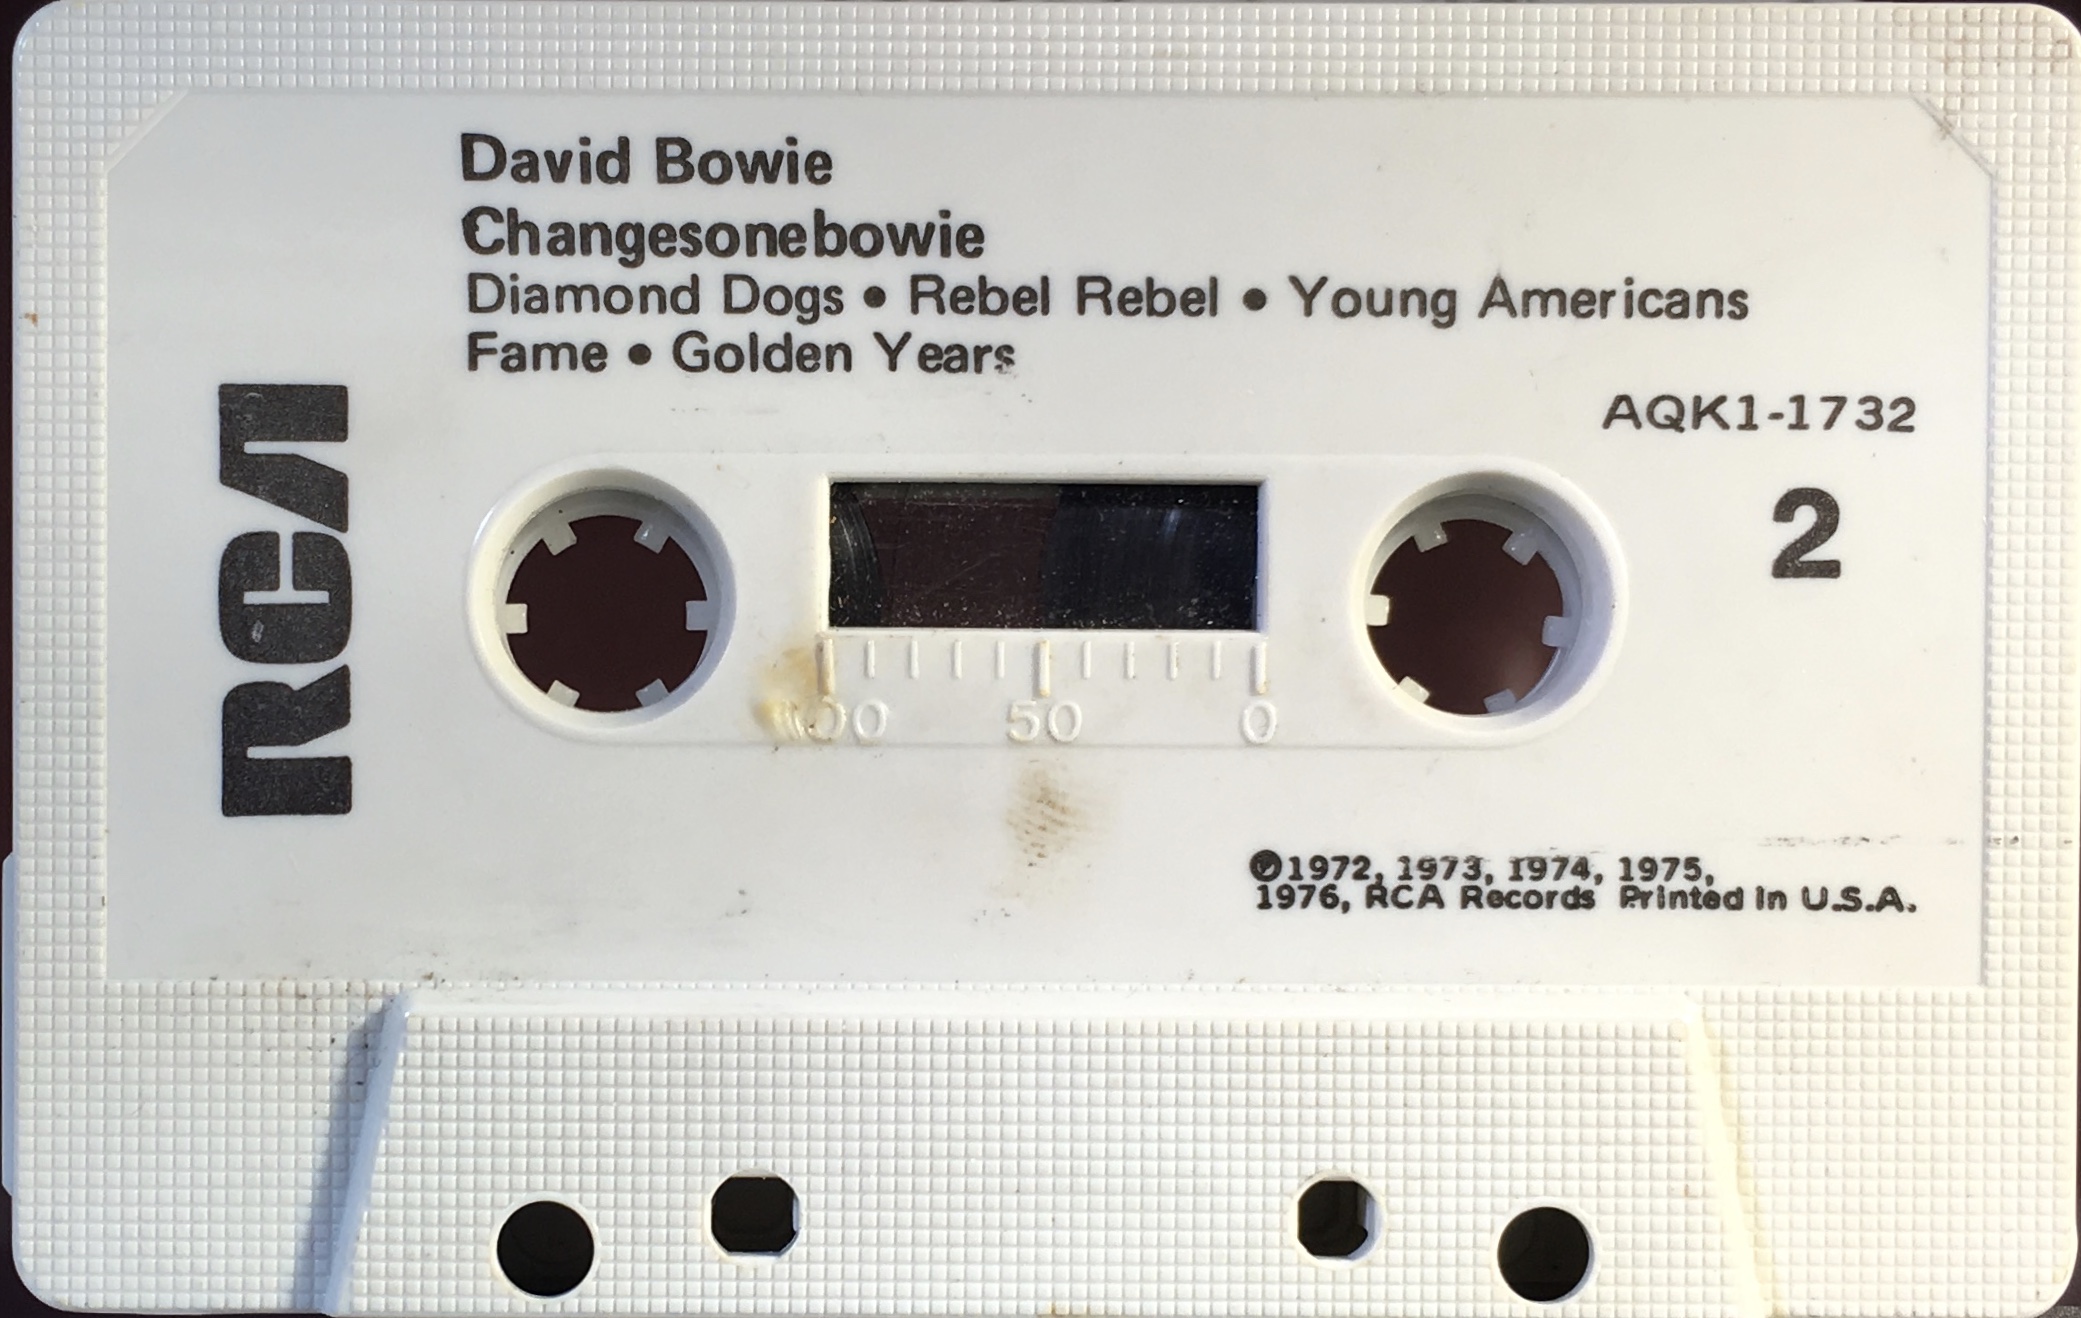 David Bowie
Changesonebowie
Diamond Dogs • Rebel Rebel • Young Americans
Fame • Golden Years
AQK1-1732
RCA
2
100 50 0
℗1972, 1973, 1974, 1975,
1976, RCA Records Printed in U.S.A.